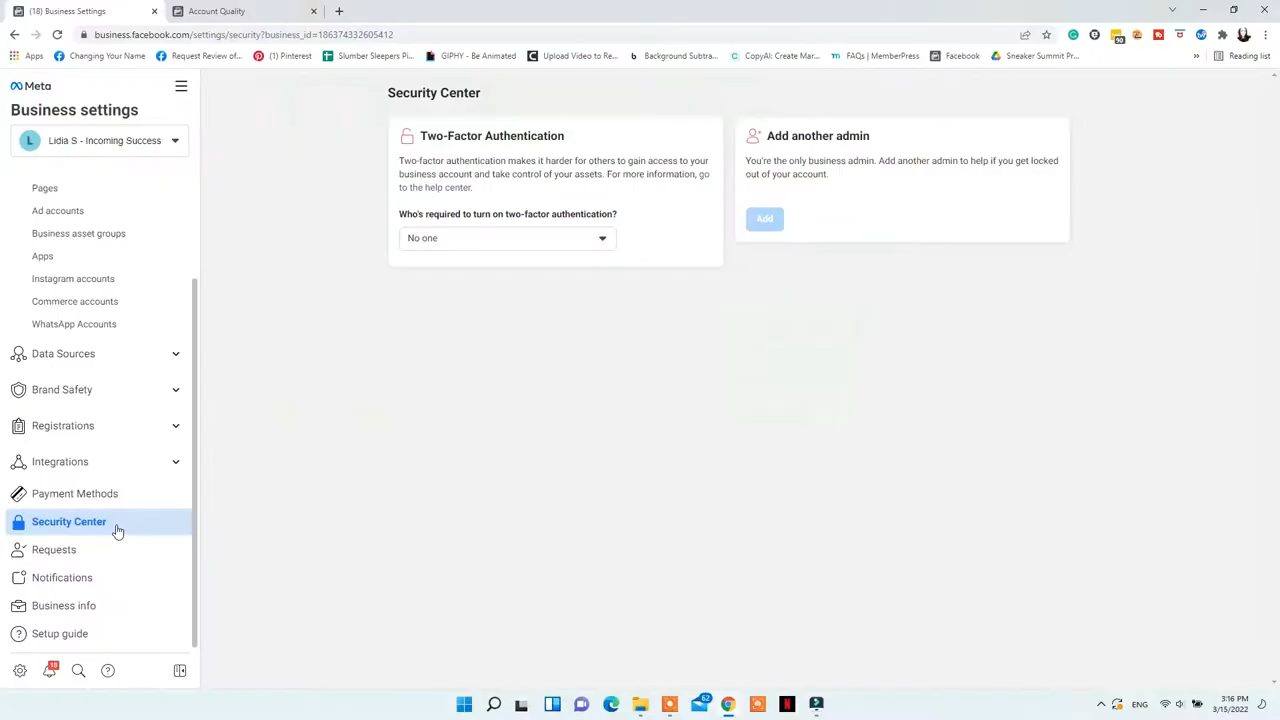 (18) Business Settings
Account Quality
business.facebook.com/settings/security?business_id=186374332605412
Apps
Changing Your Name
Request Review of...
(1) Pinterest
Slumber Sleepers Pi...
GIPHY - Be Animated
Upload Video to Re...
Background Subtra...
CopyAI: Create Mar...
FAQs | MemberPress
Facebook
Sneaker Summit Pr...
»
Reading list
Meta
Business settings
L
Lidia S - Incoming Success
Pages
Ad accounts
Business asset groups
Apps
Instagram accounts
Commerce accounts
WhatsApp Accounts
Data Sources
Brand Safety
Registrations
Integrations
Payment Methods
Security Center
Requests
Notifications
Business info
Setup guide
18
Security Center
Two-Factor Authentication
Two-factor authentication makes it harder for others to gain access to your
business account and take control of your assets. For more information, go
to the help center.
Who's required to turn on two-factor authentication?
No one
Add another admin
You're the only business admin. Add another admin to help if you get locked
out of your account.
Add
62
ENG
3:16 PM
3/15/2022